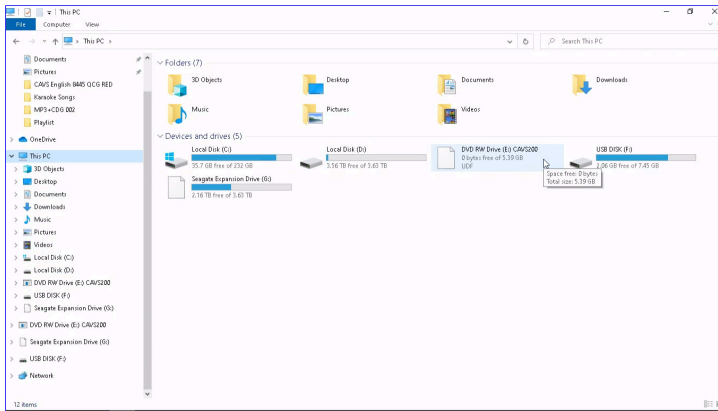 This PC
File Computer View
This PC
Search This PC
Documents
Pictures
CAVS English 8445 QCG RED
Karaoke Songs
MP3+CDG 002
Playlist
OneDrive
This PC
3D Objects
Desktop
Documents
Downloads
Music
Pictures
Videos
Local Disk (C:)
Local Disk (D:)
DVD RW Drive (E:) CAVS200
USB DISK (F:)
Seagate Expansion Drive (G:)
DVD RW Drive (E:) CAVS200
Seagate Expansion Drive (G:)
USB DISK (F:)
Network
Folders (7)
3D Objects Desktop Documents Downloads
Music Pictures Videos
Devices and drives (5)
Local Disk (C:)
35.7 GB free of 232 GB
Local Disk (D:)
3.56 TB free of 3.63 TB
DVD RW Drive (E:) CAVS200
0 bytes free of 5.39 GB
UDF
USB DISK (F:)
2.06 GB free of 7.45 GB
Space free: 0 bytes
Total size: 5.39 GB
Seagate Expansion Drive (G:)
2.16 TB free of 3.63 TB
12 items